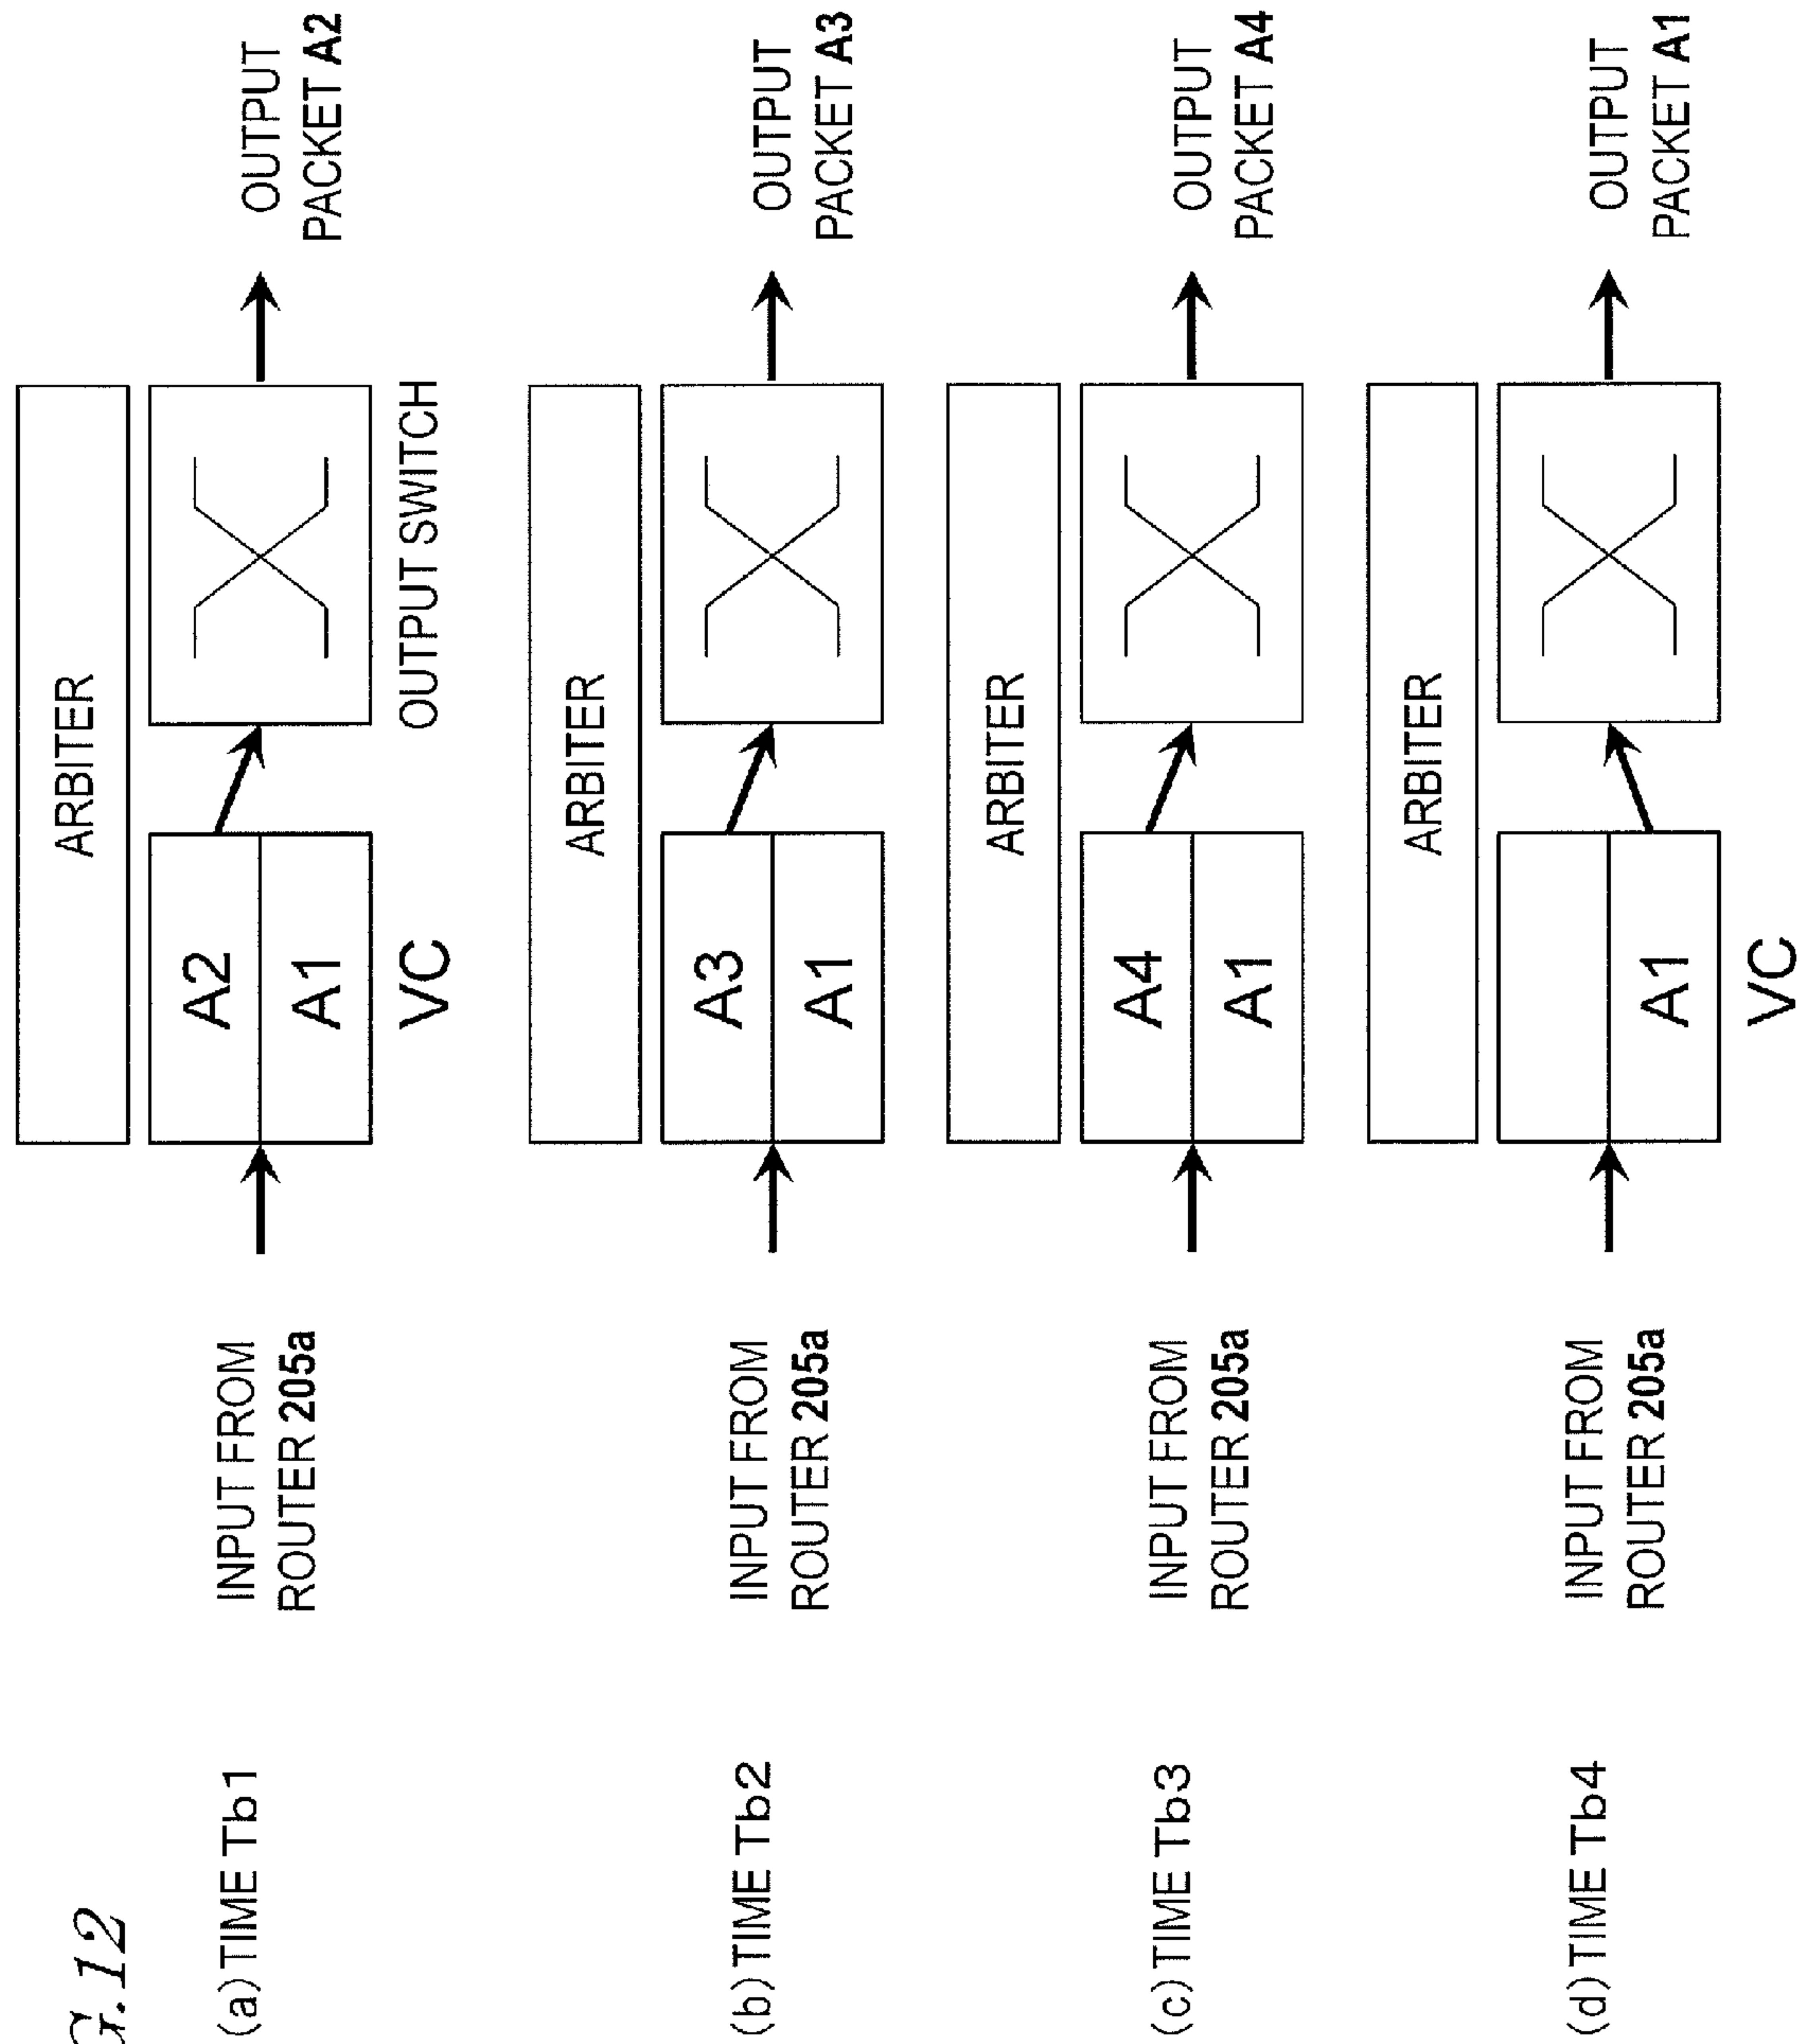 G.12
(a) TIME Tb1
INPUT FROM
ROUTER 205a
ARBITER
A2
A1
VC
OUTPUT SWITCH
OUTPUT
PACKET A2
(b) TIME Tb2
INPUT FROM
ROUTER 205a
ARBITER
A3
A1
OUTPUT
PACKET A3
(c) TIME Tb3
INPUT FROM
ROUTER 205a
ARBITER
A4
A1
OUTPUT
PACKET A4
(d) TIME Tb4
INPUT FROM
ROUTER 205a
ARBITER
A1
VC
OUTPUT
PACKET A1